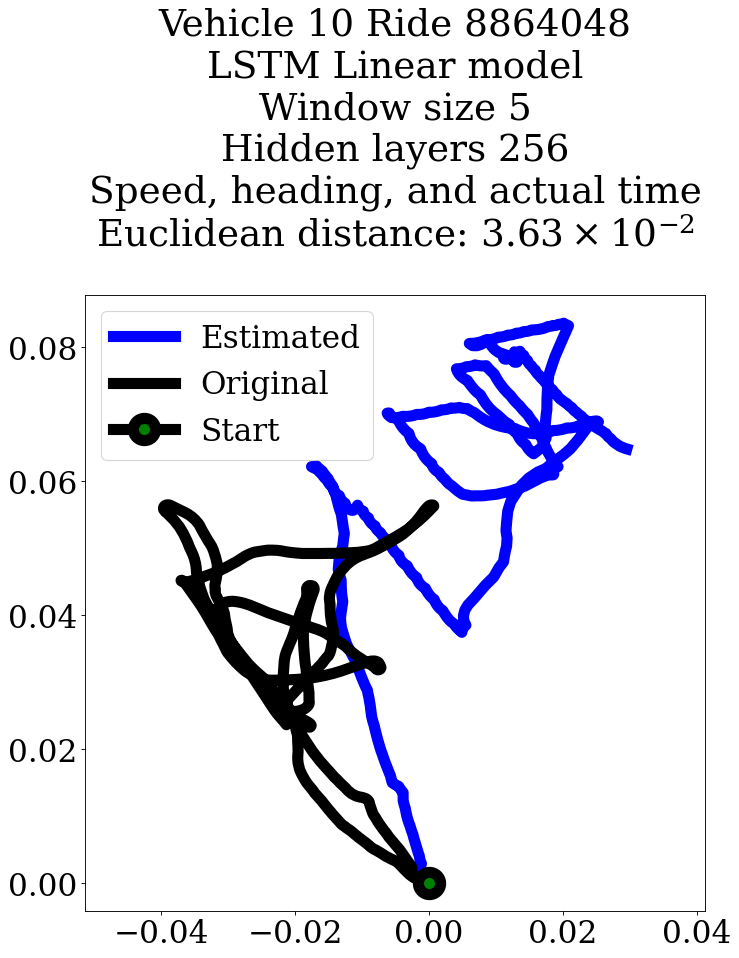 Vehicle 10 Ride 8864048
LSTM Linear model
Window size 5
Hidden layers 256
Speed, heading, and actual time
Euclidean distance: 3.63 × 10⁻²
Estimated
Original
Start
0.08
0.06
0.04
0.02
0.00
−0.04
−0.02
0.00
0.02
0.04